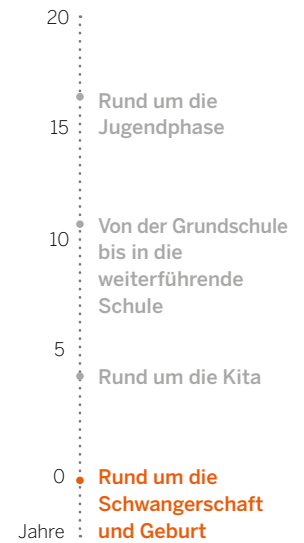 20
Rund um die
15
Jugendphase
Von der Grundschule
10
bis in die
weiterführende
Schule
5
Rund um die Kita
0
Rund um die
Schwangerschaft
Jahre
und Geburt